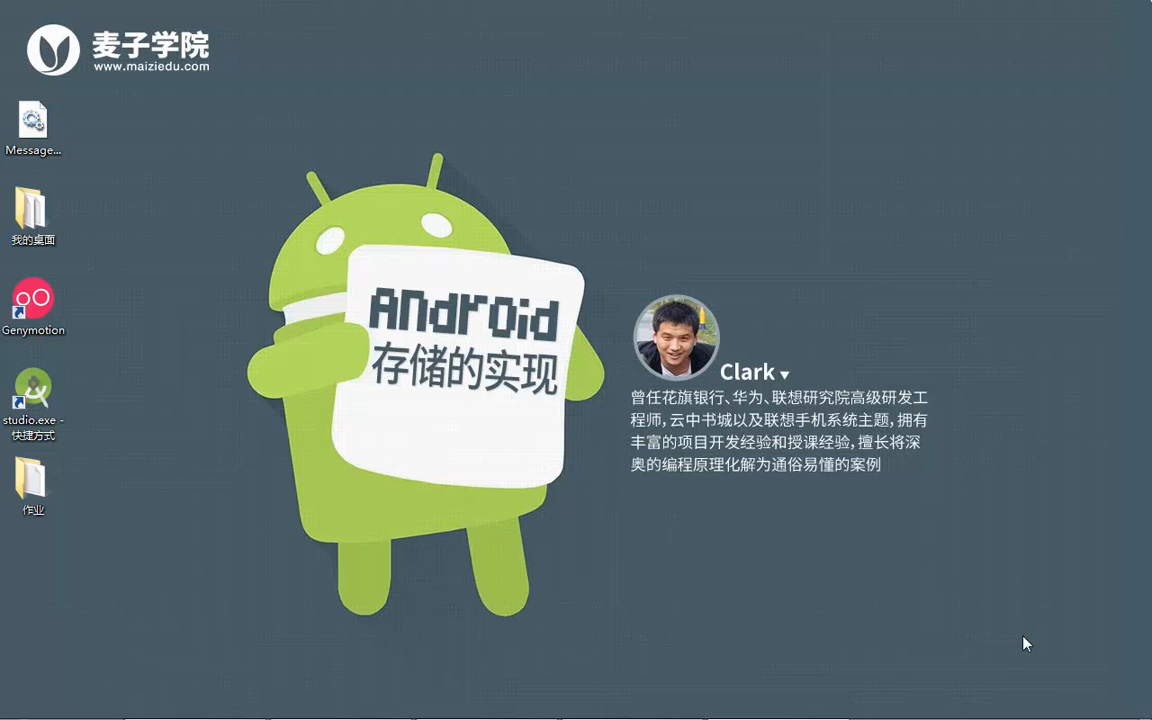 麦子学院
www.maiziedu.com
Message...
我的桌面
Genymotion
studio.exe -
快捷方式
作业
Android
存储的实现
Clark
曾任花旗银行、华为、联想研究院高级研发工
程师,云中书城以及联想手机系统主题,拥有
丰富的项目开发经验和授课经验,擅长将深
奥的编程原理化解为通俗易懂的案例